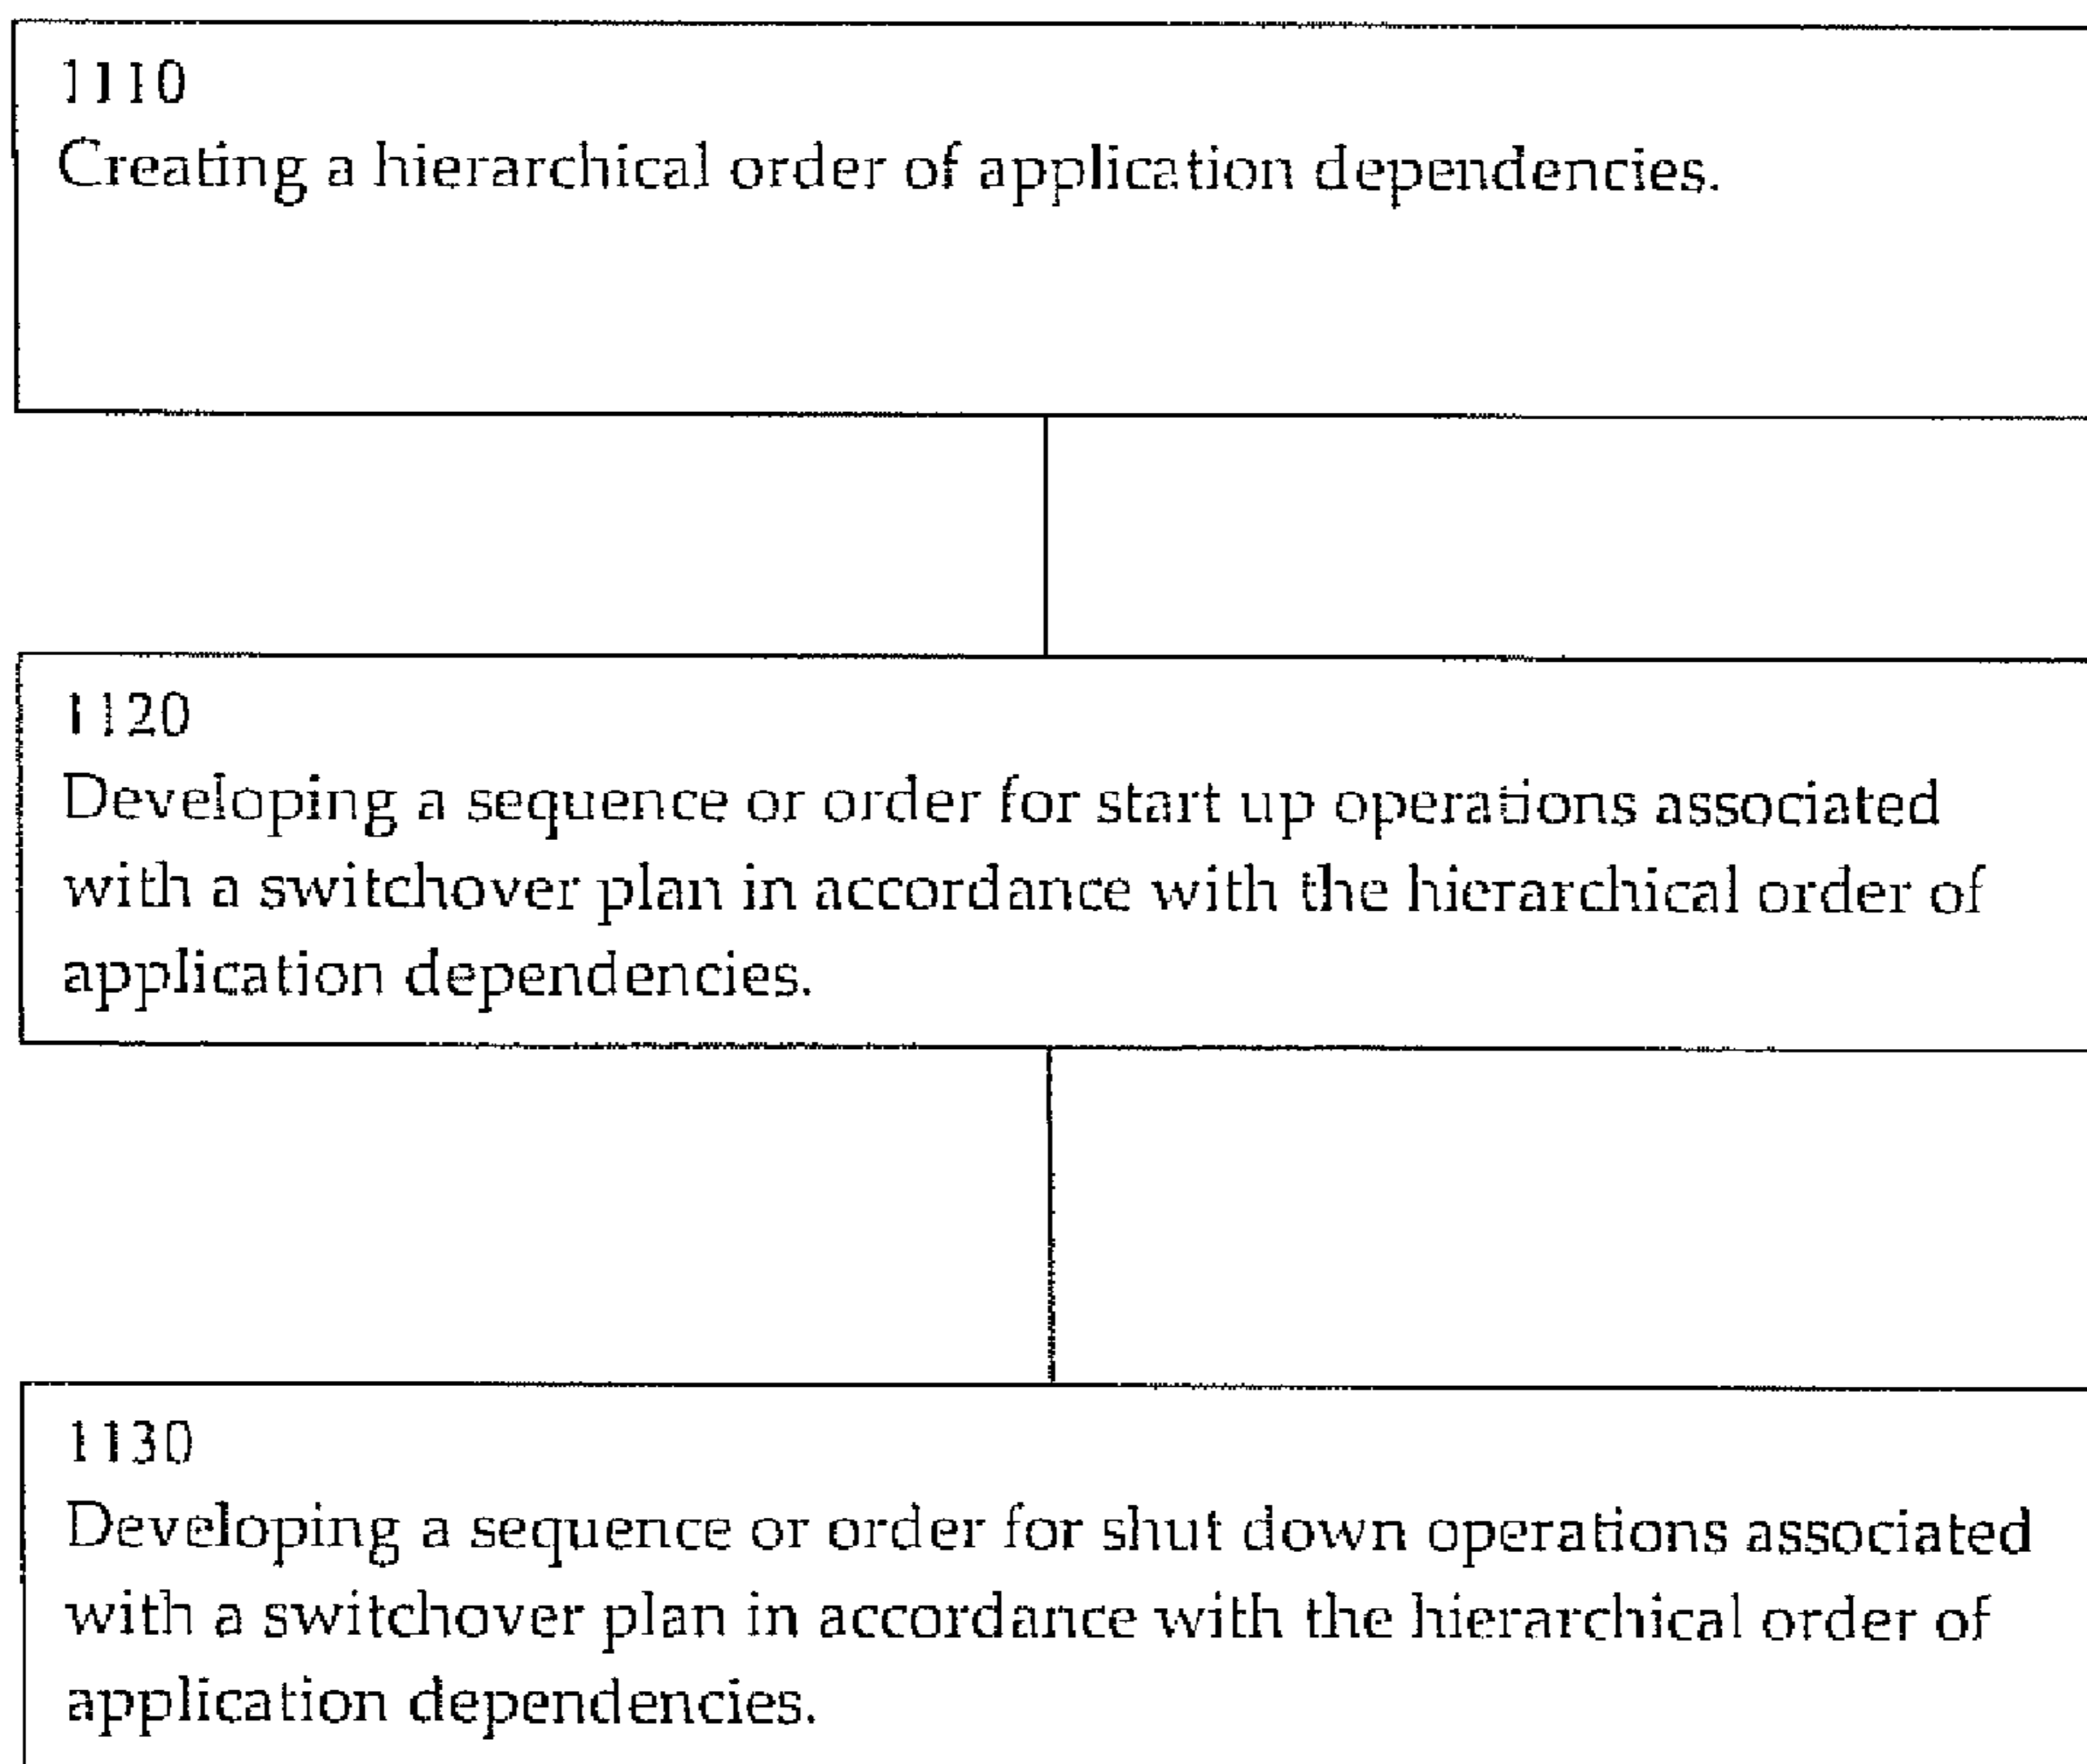 1110
Creating a hierarchical order of application dependencies.
1120
Developing a sequence or order for start up operations associated
with a switchover plan in accordance with the hierarchical order of
application dependencies.
1130
Developing a sequence or order for shut down operations associated
with a switchover plan in accordance with the hierarchical order of
application dependencies.